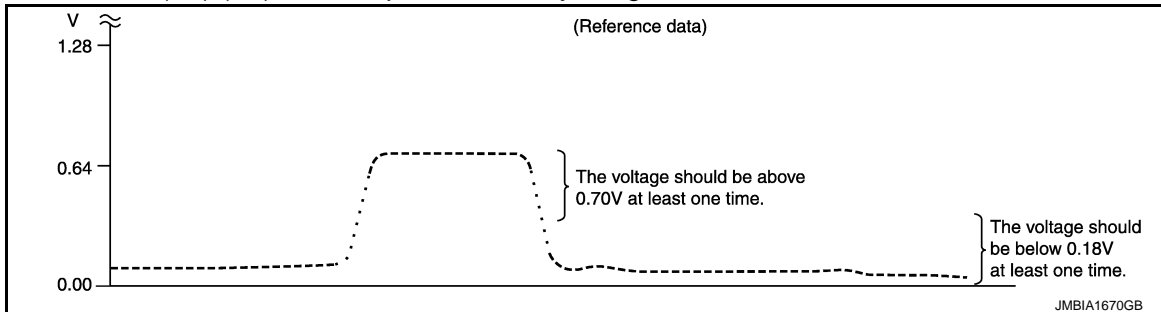 V
(Reference data)
1.28
0.64
The voltage should be above
0.70V at least one time.
The voltage should
be below 0.18V
at least one time.
0.00
JMBIA1670GB